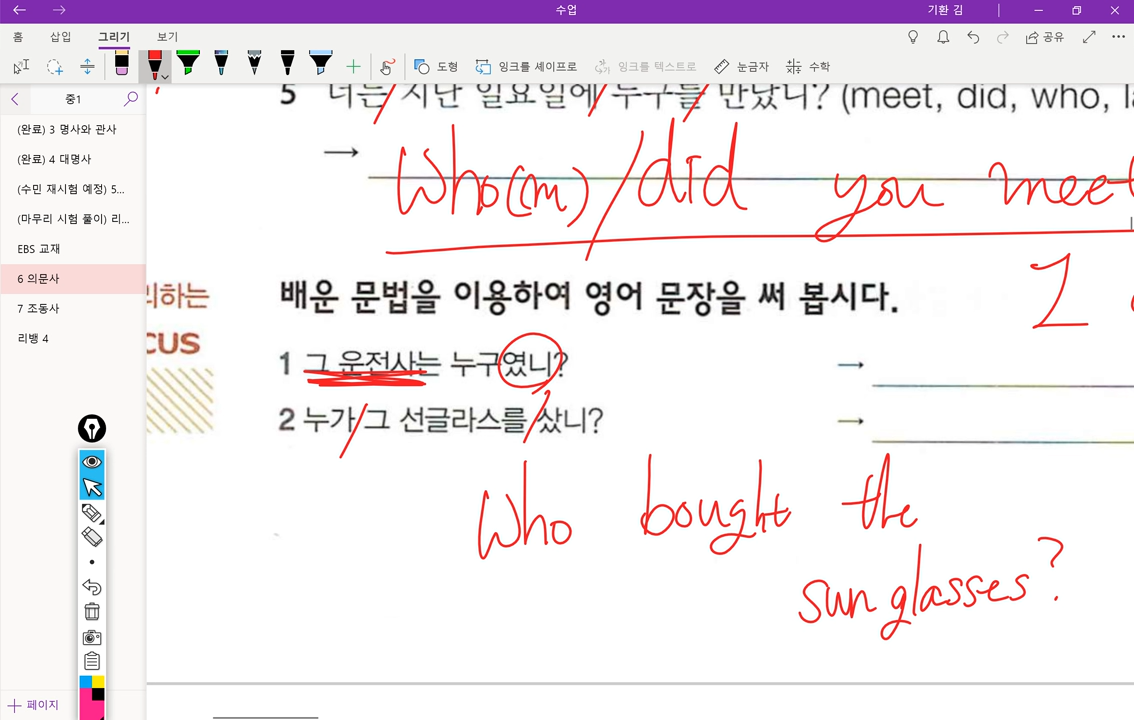 수업
기환 김
홈 삽입 그리기 보기
공유
도형 잉크를 셰이프로 잉크를 텍스트로 눈금자 수학
중1
(완료) 3 명사와 관사
(완료) 4 대명사
(수민 재시험 예정) 5...
(마무리 시험 풀이) 리...
EBS 교재
6 의문사
7 조동사
리뱅 4
페이지
5 너는 지난 일요일에 누구를 만났니? (meet, did, who, la
→ Who(m) / did you meet
리하는
CUS
배운 문법을 이용하여 영어 문장을 써 봅시다.
1 그 운전사는 누구였니? →
2 누가 그 선글라스를 샀니? →
Who bought the
sunglasses?